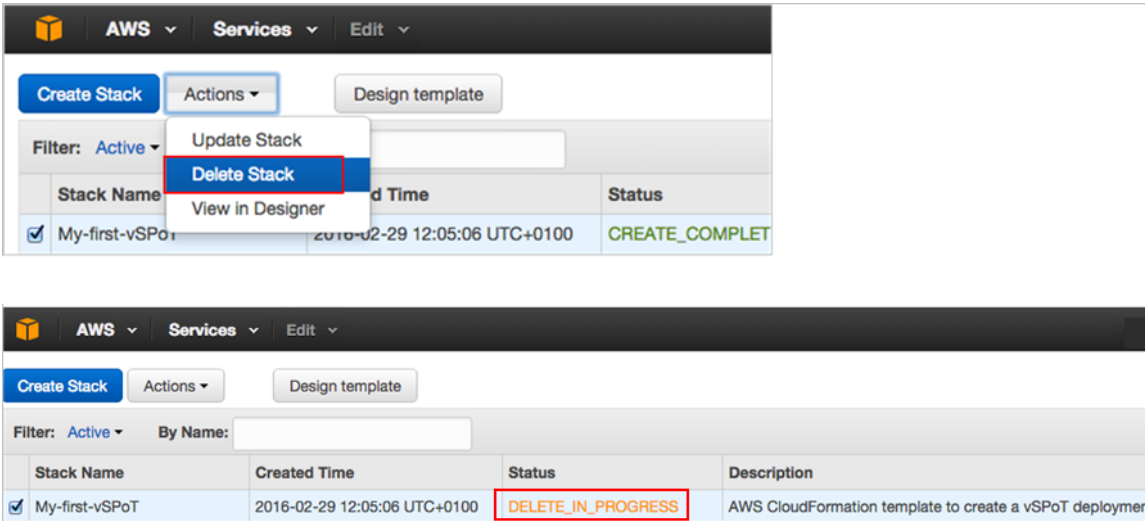 AWS Services Edit
Create Stack Actions Design template
Filter: Active Update Stack
Delete Stack
Stack Name d Time Status
View in Designer
My-first-vSPoT 2016-02-29 12:05:06 UTC+0100 CREATE_COMPLET
AWS Services Edit
Create Stack Actions Design template
Filter: Active By Name:
Stack Name Created Time Status Description
My-first-vSPoT 2016-02-29 12:05:06 UTC+0100 DELETE_IN_PROGRESS AWS CloudFormation template to create a vSPoT deploymer